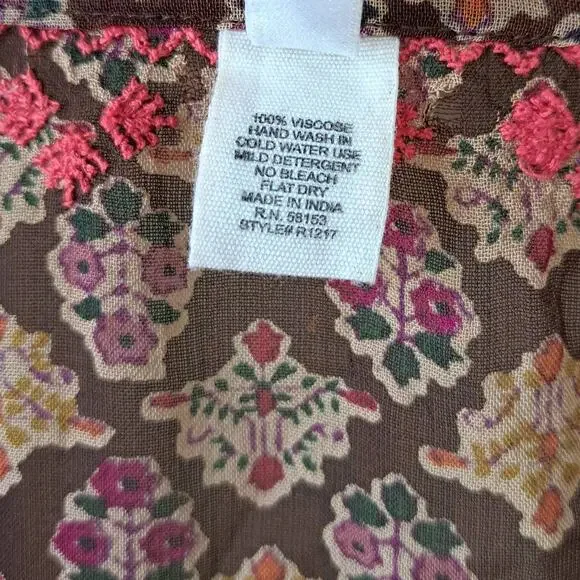 100% VISCOSE
HAND WASH IN
COLD WATER USE
MILD DETERGENT
NO BLEACH
FLAT DRY
MADE IN INDIA
R.N. 58153
STYLE# R1217